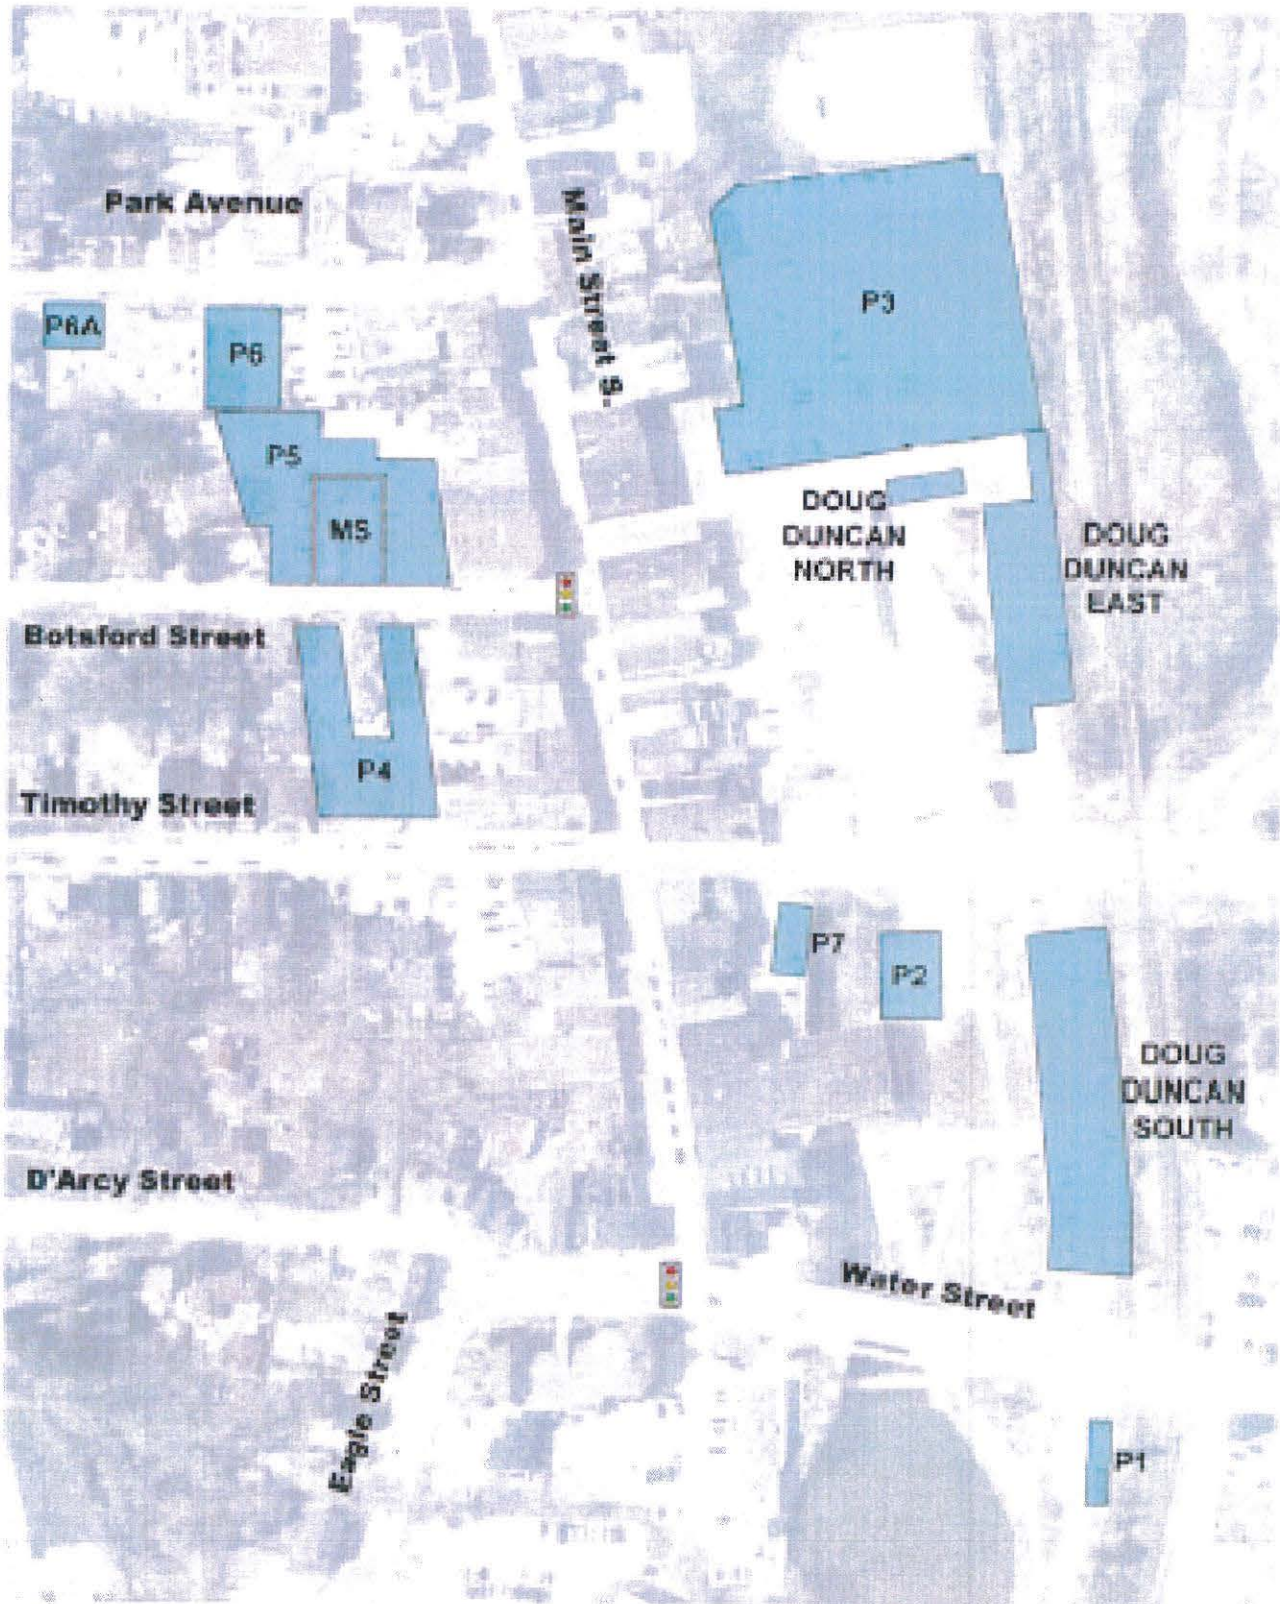 Park Avenue
Main Street S.
P3
P6A
P6
P5
M5
DOUG
DUNCAN
NORTH
DOUG
DUNCAN
EAST
Botsford Street
P4
Timothy Street
P7
P2
DOUG
DUNCAN
SOUTH
D'Arcy Street
Water Street
Eagle Street
P1